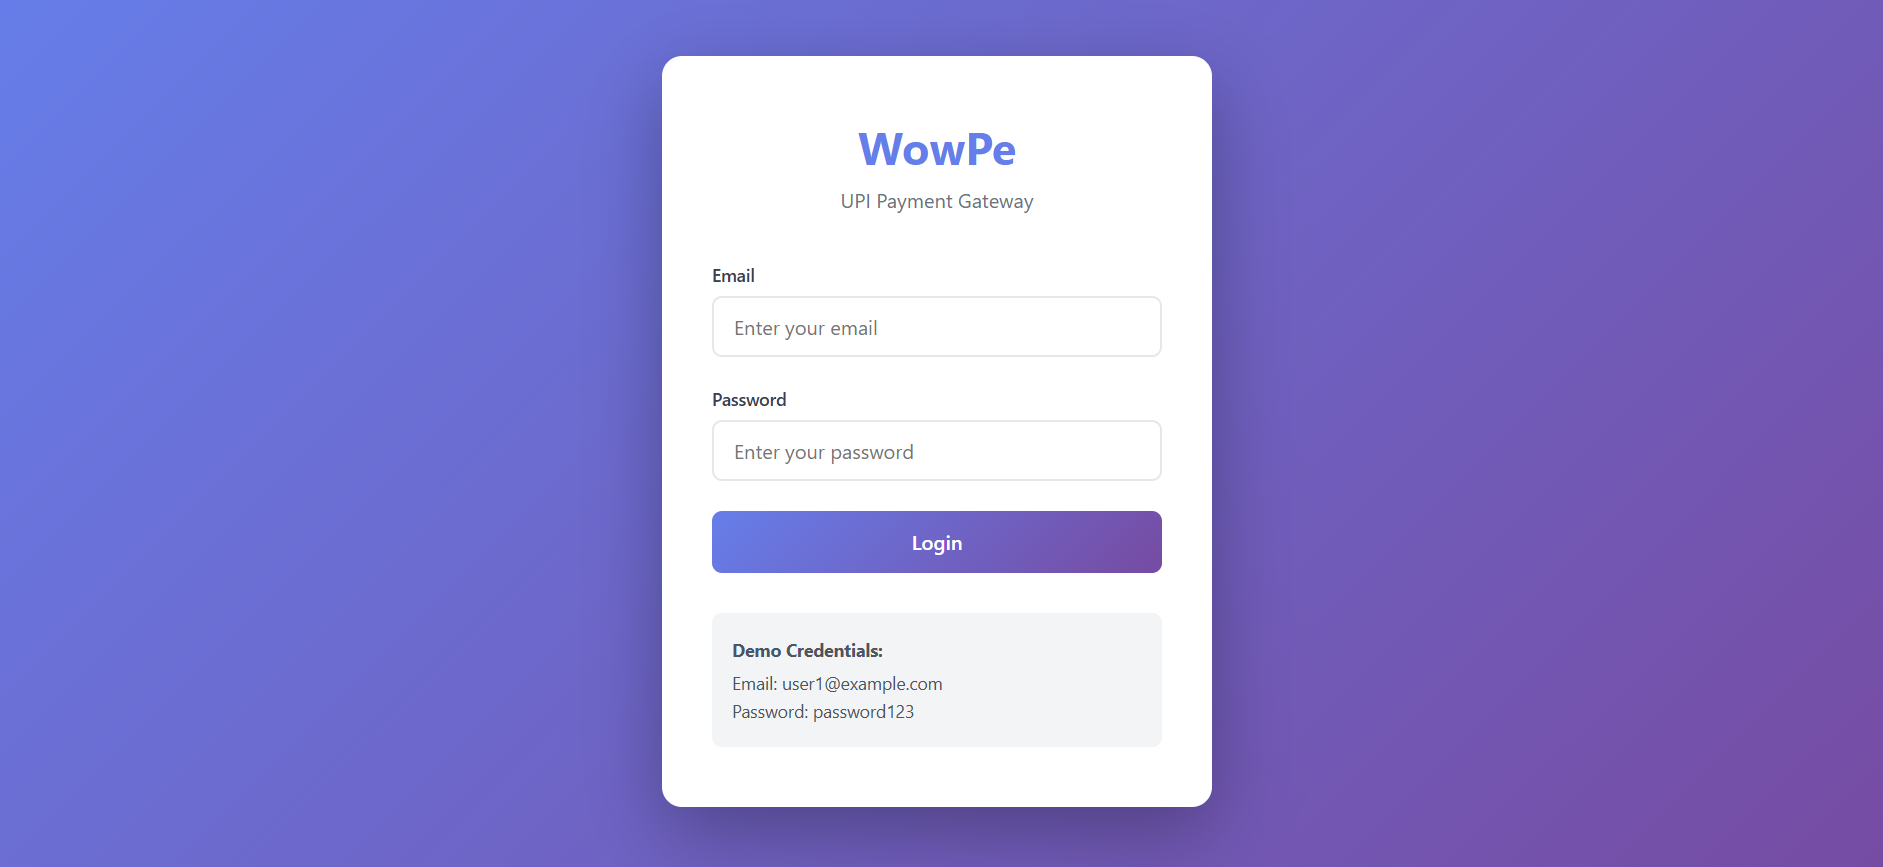 WowPe
UPI Payment Gateway
Email
Enter your email
Password
Enter your password
Login
Demo Credentials:
Email: user1@example.com
Password: password123